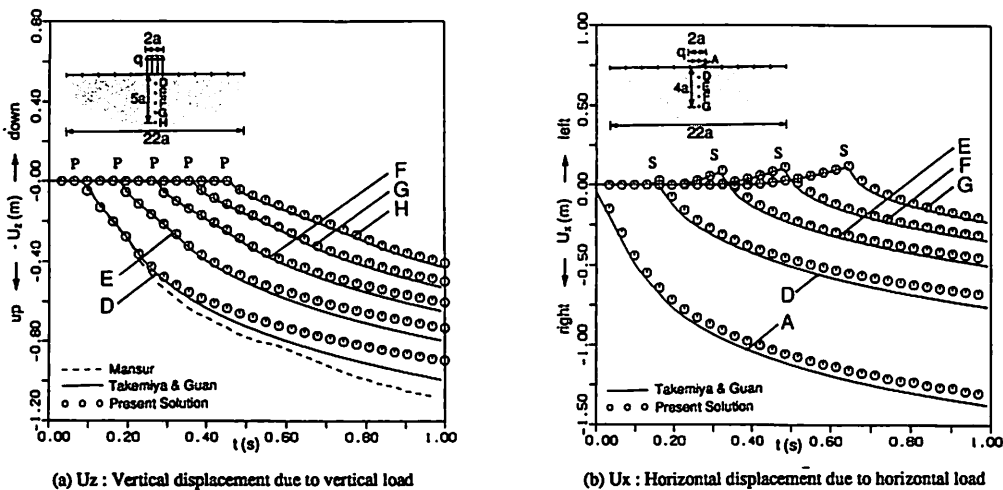 0.80
0.40
0.00
-0.40
-0.80
-1.20
up ← - Uz (m) → down
2a
q
D
E
F
G
H
5a
22a
P P P P P
F
G
H
E
D
Mansur
Takemiya & Guan
Present Solution
0.00 0.20 0.40 0.60 0.80 1.00
t(s)
(a) Uz : Vertical displacement due to vertical load
1.00
0.50
0.00
-0.50
-1.00
-1.50
right ← Ux (m) → left
2a
q
A
D
E
F
G
4a
22a
S S S S
E
F
G
D
A
Takemiya & Guan
Present Solution
0.00 0.20 0.40 0.60 0.80 1.00
t(s)
(b) Ux : Horizontal displacement due to horizontal load